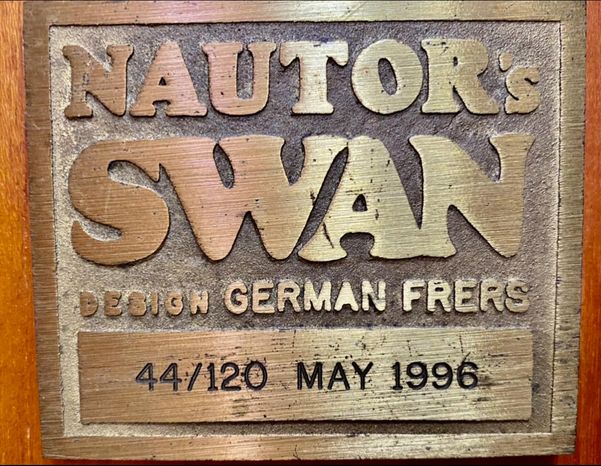 NAUTOR's
SWAN
DESIGN GERMAN FRERS
44/120 MAY 1996